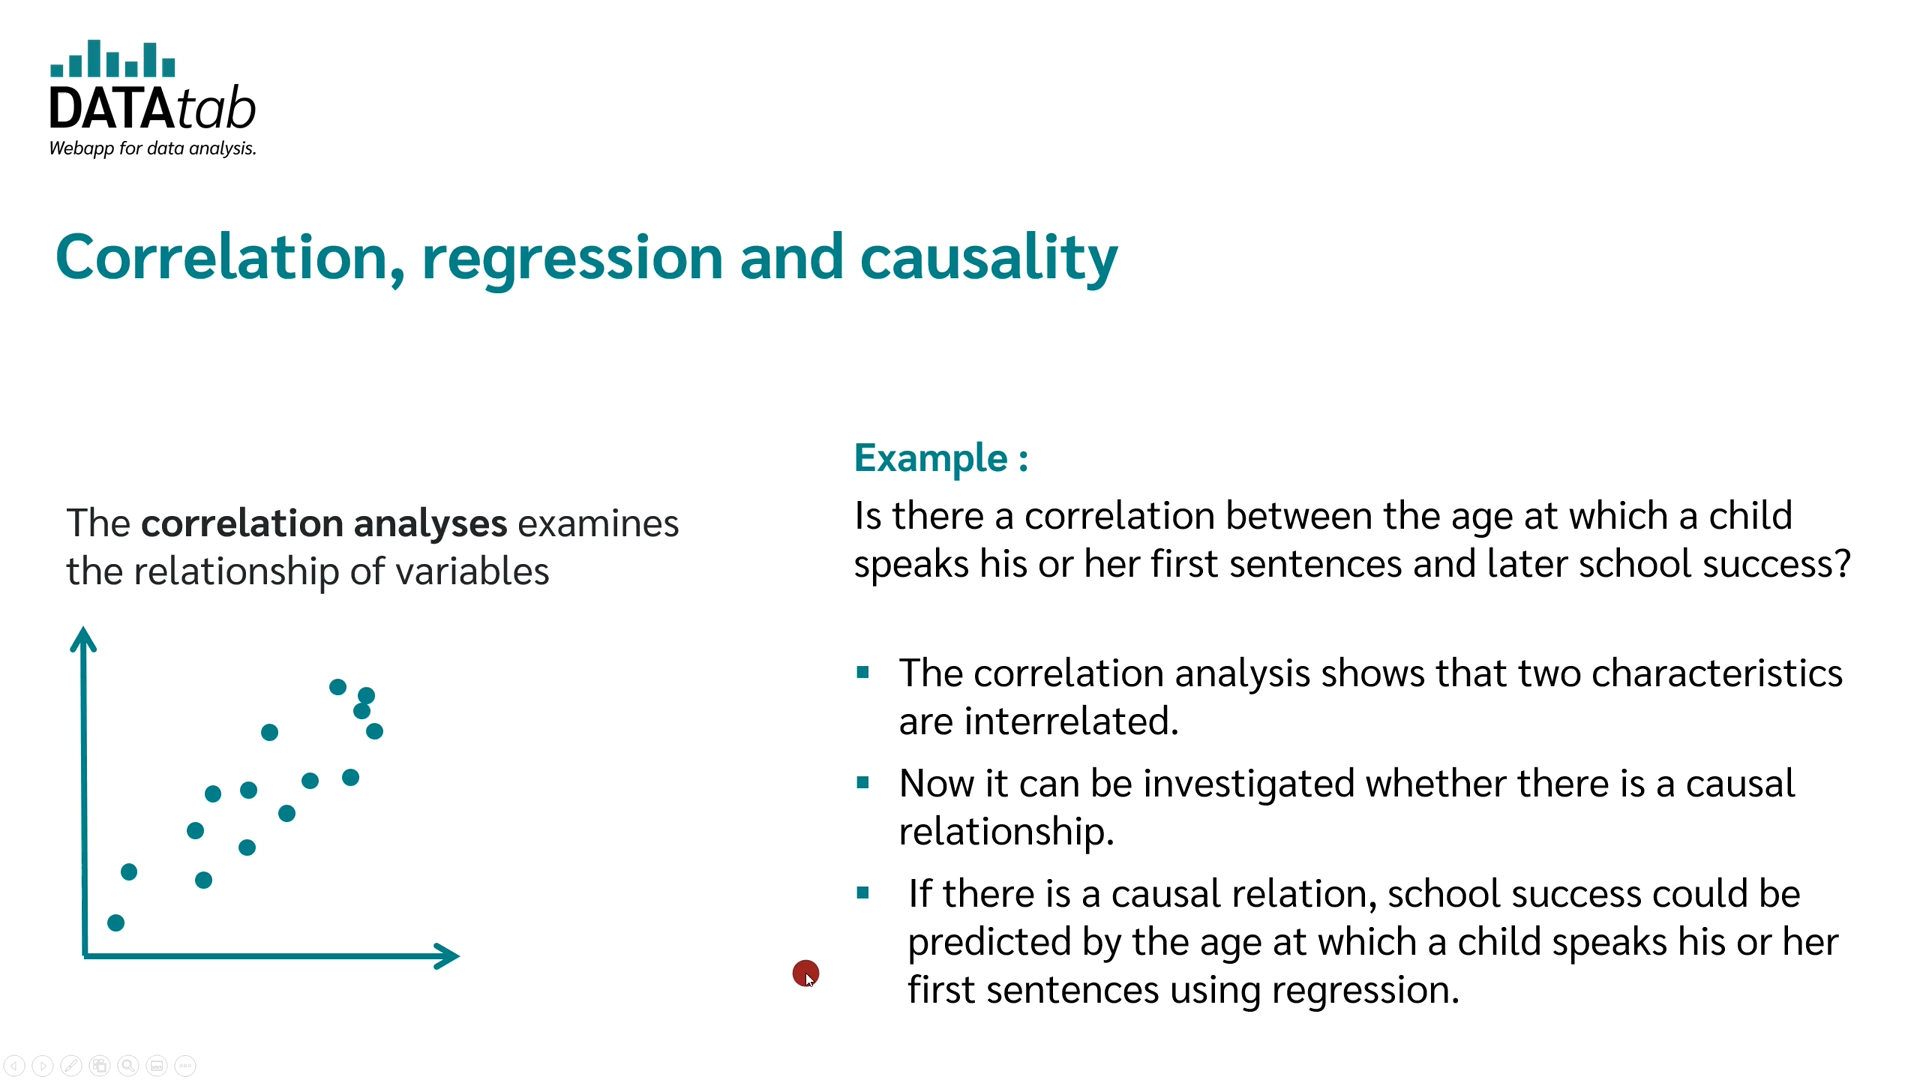 DATAtab
Webapp for data analysis.
Correlation, regression and causality
The correlation analyses examines
the relationship of variables
Example :
Is there a correlation between the age at which a child
speaks his or her first sentences and later school success?
▪ The correlation analysis shows that two characteristics
are interrelated.
▪ Now it can be investigated whether there is a causal
relationship.
▪ If there is a causal relation, school success could be
predicted by the age at which a child speaks his or her
first sentences using regression.